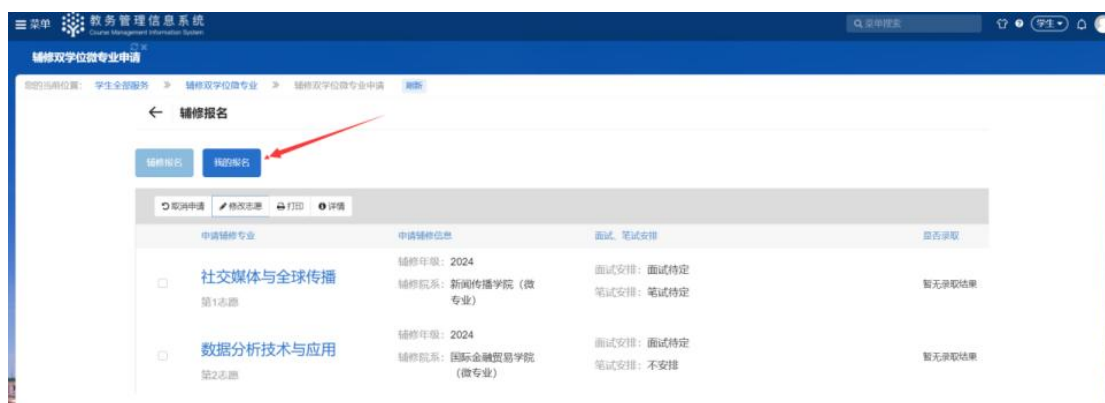 菜单 教务管理信息系统 菜单搜索 学生
Course Management Information System
辅修双学位微专业申请
您的当前位置： 学生全部服务 》 辅修双学位微专业 》 辅修双学位微专业申请 刷新
← 辅修报名
辅修报名 我的报名
取消申请 修改志愿 打印 详情
申请辅修专业 申请辅修信息 面试、笔试安排 是否录取
社交媒体与全球传播
第1志愿
辅修年级： 2024
辅修院系： 新闻传播学院（微
专业）
面试安排： 面试待定
笔试安排： 笔试待定
暂无录取结果
数据分析技术与应用
第2志愿
辅修年级： 2024
辅修院系： 国际金融贸易学院
（微专业）
面试安排： 面试待定
笔试安排： 不安排
暂无录取结果